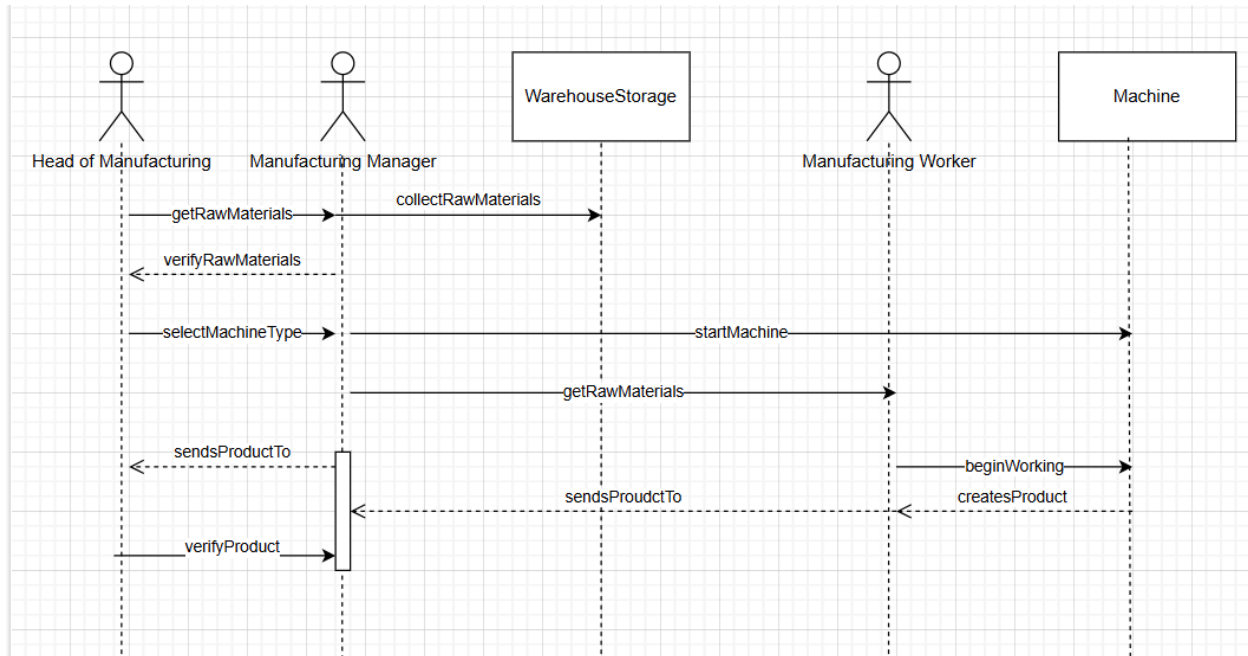 WarehouseStorage
Machine
Head of Manufacturing
Manufacturing Manager
Manufacturing Worker
getRawMaterials
collectRawMaterials
verifyRawMaterials
selectMachineType
startMachine
getRawMaterials
sendsProductTo
beginWorking
sendsProudctTo
createsProduct
verifyProduct